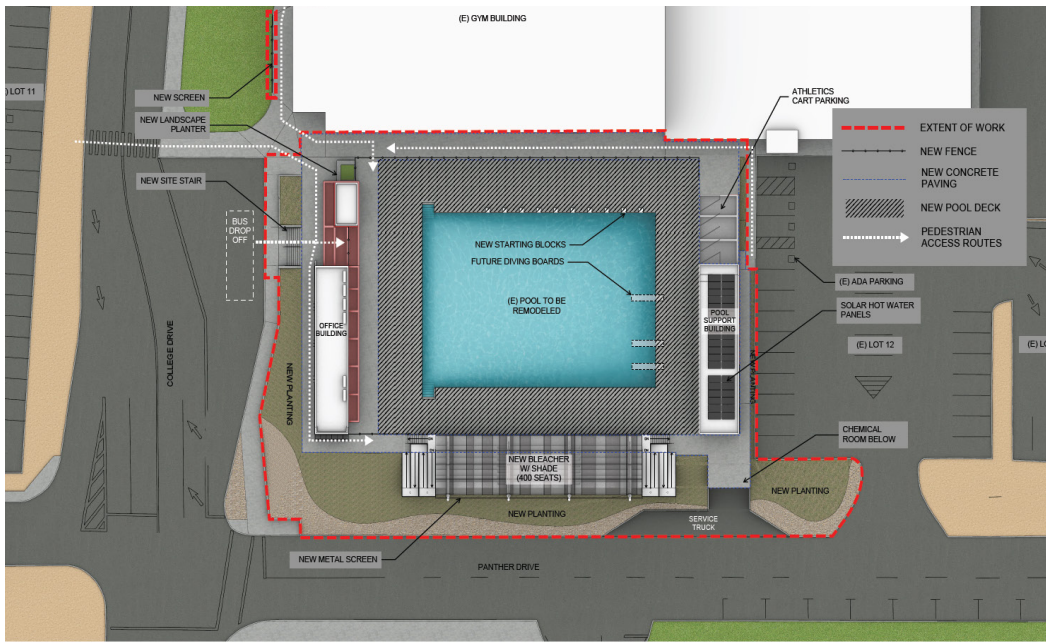 (E) GYM BUILDING
) LOT 11
NEW SCREEN
NEW LANDSCAPE
PLANTER
NEW SITE STAIR
BUS
DROP
OFF
ATHLETICS
CART PARKING
EXTENT OF WORK
NEW FENCE
NEW CONCRETE
PAVING
NEW POOL DECK
PEDESTRIAN
ACCESS ROUTES
NEW STARTING BLOCKS
FUTURE DIVING BOARDS
(E) POOL TO BE
REMODELED
OFFICE
BUILDING
POOL
SUPPORT
BUILDING
(E) ADA PARKING
SOLAR HOT WATER
PANELS
(E) LOT 12
(E) LO
COLLEGE DRIVE
NEW PLANTING
NEW PLANTING
CHEMICAL
ROOM BELOW
NEW BLEACHER
W/ SHADE
(400 SEATS)
NEW PLANTING
NEW PLANTING
SERVICE
TRUCK
NEW METAL SCREEN
PANTHER DRIVE